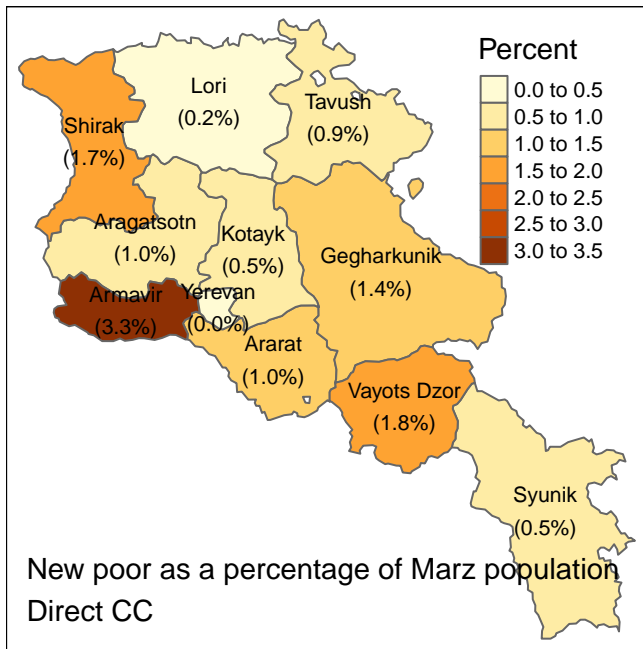 Percent
0.0 to 0.5
0.5 to 1.0
1.0 to 1.5
1.5 to 2.0
2.0 to 2.5
2.5 to 3.0
3.0 to 3.5
Lori
(0.2%)
Tavush
(0.9%)
Shirak
(1.7%)
Aragatsotn
(1.0%)
Kotayk
(0.5%)
Gegharkunik
(1.4%)
Armavir
(3.3%)
Yerevan
(0.0%)
Ararat
(1.0%)
Vayots Dzor
(1.8%)
Syunik
(0.5%)
New poor as a percentage of Marz population
Direct CC